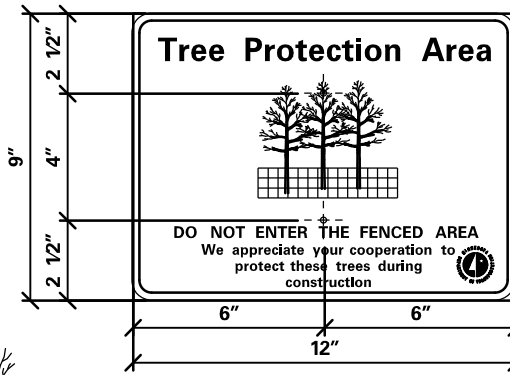 Tree Protection Area
DO NOT ENTER THE FENCED AREA
We appreciate your cooperation to
protect these trees during
construction
2 1/2"
4"
2 1/2"
9"
6"
6"
12"